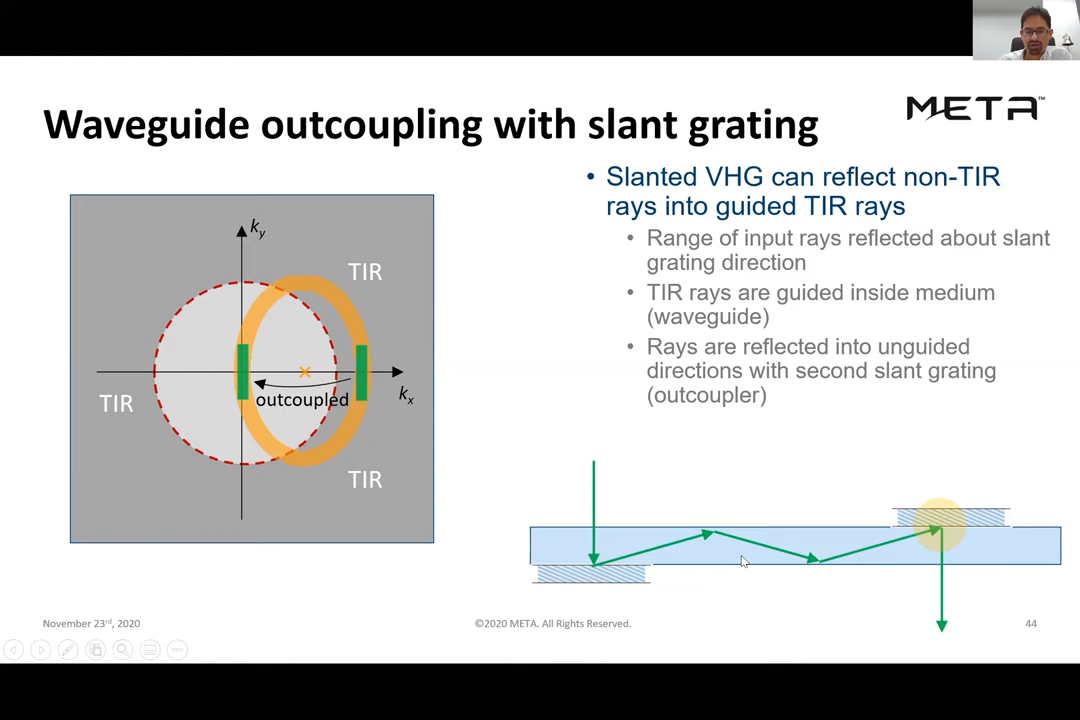 Waveguide outcoupling with slant grating
META™
• Slanted VHG can reflect non-TIR
rays into guided TIR rays
• Range of input rays reflected about slant
grating direction
• TIR rays are guided inside medium
(waveguide)
• Rays are reflected into unguided
directions with second slant grating
(outcoupler)
ky
TIR
outcoupled
kx
TIR
TIR
November 23rd, 2020
©2020 META. All Rights Reserved.
44